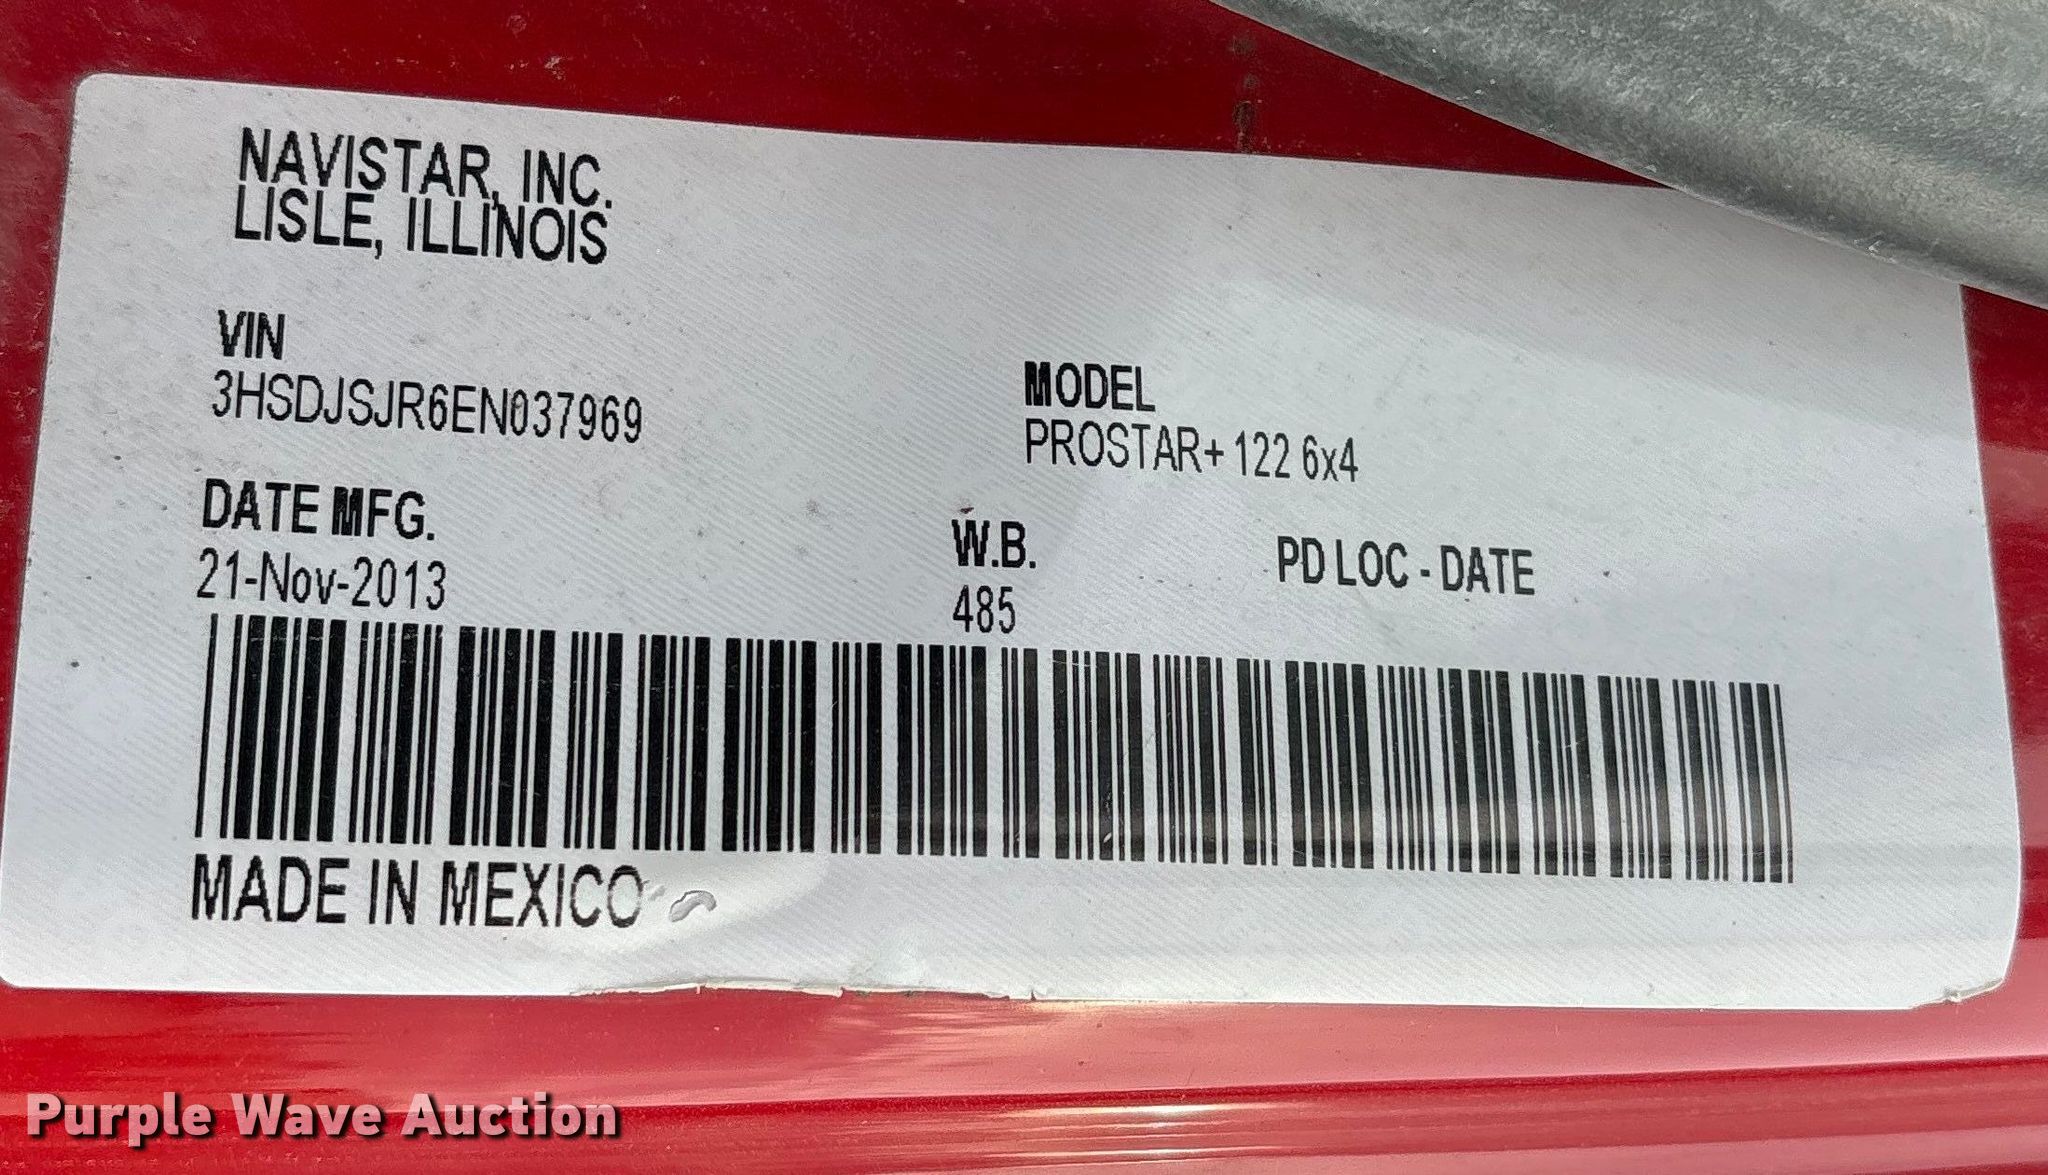 NAVISTAR, INC.
LISLE, ILLINOIS
VIN
3HSDJSJR6EN037969
MODEL
PROSTAR+ 122 6x4
DATE MFG.
21-Nov-2013
W.B.
485
PD LOC - DATE
MADE IN MEXICO
Purple Wave Auction